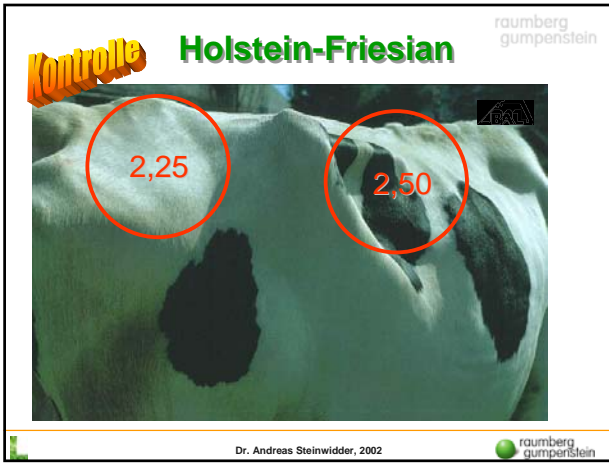 raumberg
gumpenstein
Kontrolle
Holstein-Friesian
BAL
2,25
2,50
Dr. Andreas Steinwidder, 2002
raumberg
gumpenstein